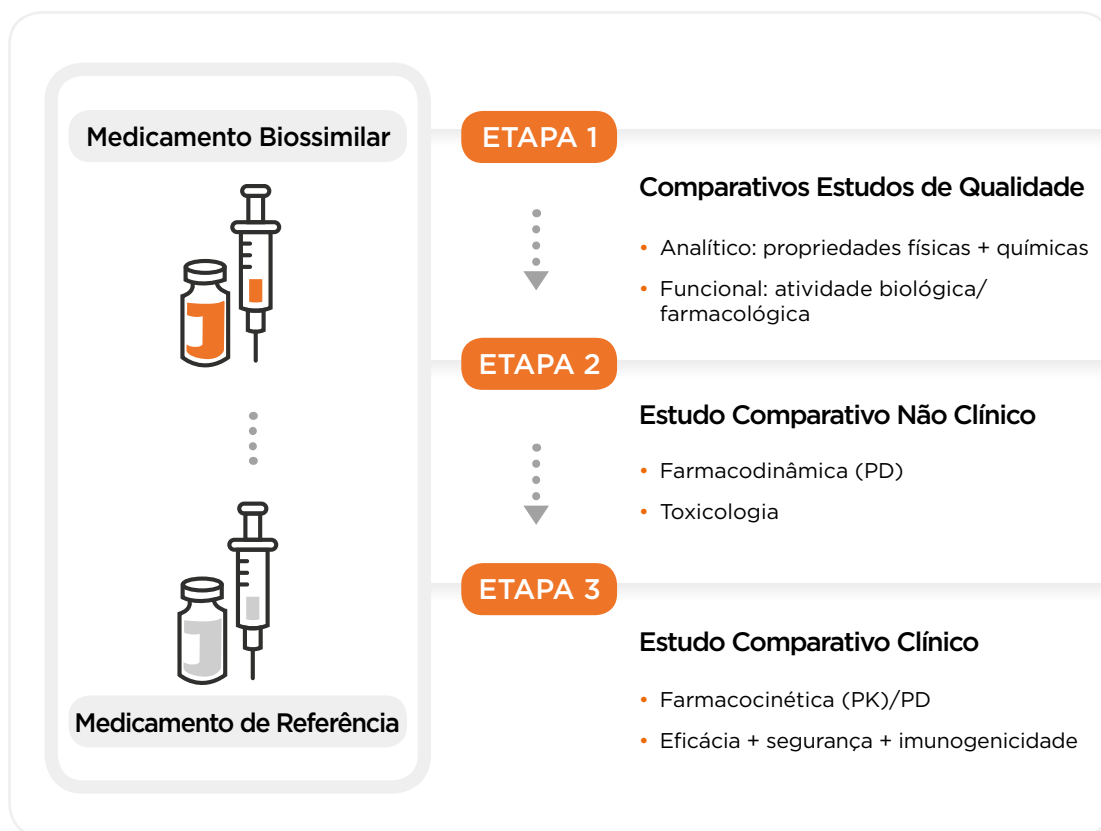 Medicamento Biossimilar
ETAPA 1
Comparativos Estudos de Qualidade
• Analítico: propriedades físicas + químicas
• Funcional: atividade biológica/
farmacológica
ETAPA 2
Estudo Comparativo Não Clínico
• Farmacodinâmica (PD)
• Toxicologia
ETAPA 3
Estudo Comparativo Clínico
• Farmacocinética (PK)/PD
• Eficácia + segurança + imunogenicidade
Medicamento de Referência